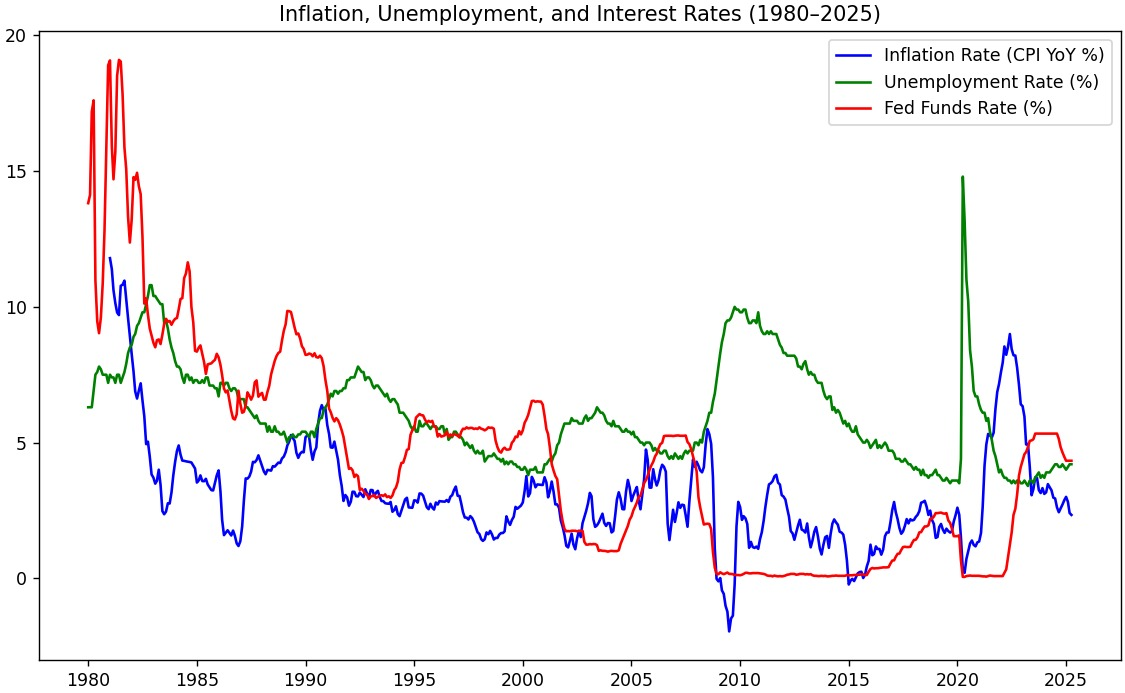 Inflation, Unemployment, and Interest Rates (1980–2025)
Inflation Rate (CPI YoY %)
Unemployment Rate (%)
Fed Funds Rate (%)
20
15
10
5
0
1980 1985 1990 1995 2000 2005 2010 2015 2020 2025